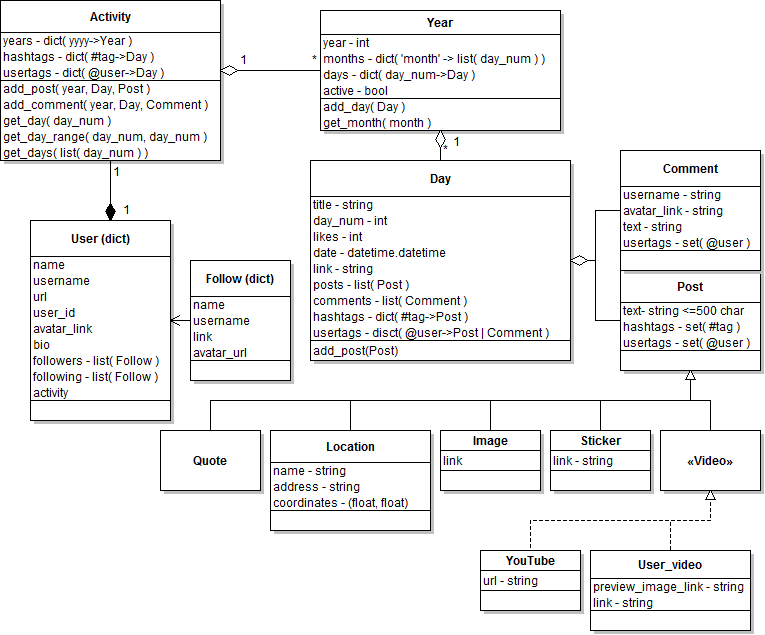 Activity
years - dict( yyyy->Year )
hashtags - dict( #tag->Day )
usertags - dict( @user->Day )
add_post( year, Day, Post )
add_comment( year, Day, Comment )
get_day( day_num )
get_day_range( day_num, day_num )
get_days( list( day_num ) )
1
*
Year
year - int
months - dict( 'month' -> list( day_num ) )
days - dict( day_num->Day )
active - bool
add_day( Day )
get_month( month )
1
*
1
1
Day
title - string
day_num - int
likes - int
date - datetime.datetime
link - string
posts - list( Post )
comments - list( Comment )
hashtags - dict( #tag->Post )
usertags - disct( @user->Post | Comment )
add_post(Post)
Comment
username - string
avatar_link - string
text - string
usertags - set( @user )
Post
text- string <=500 char
hashtags - set( #tag )
usertags - set( @user )
User (dict)
name
username
url
user_id
avatar_link
bio
followers - list( Follow )
following - list( Follow )
activity
Follow (dict)
name
username
link
avatar_url
Quote
Location
name - string
address - string
coordinates - (float, float)
Image
link
Sticker
link - string
«Video»
YouTube
url - string
User_video
preview_image_link - string
link - string